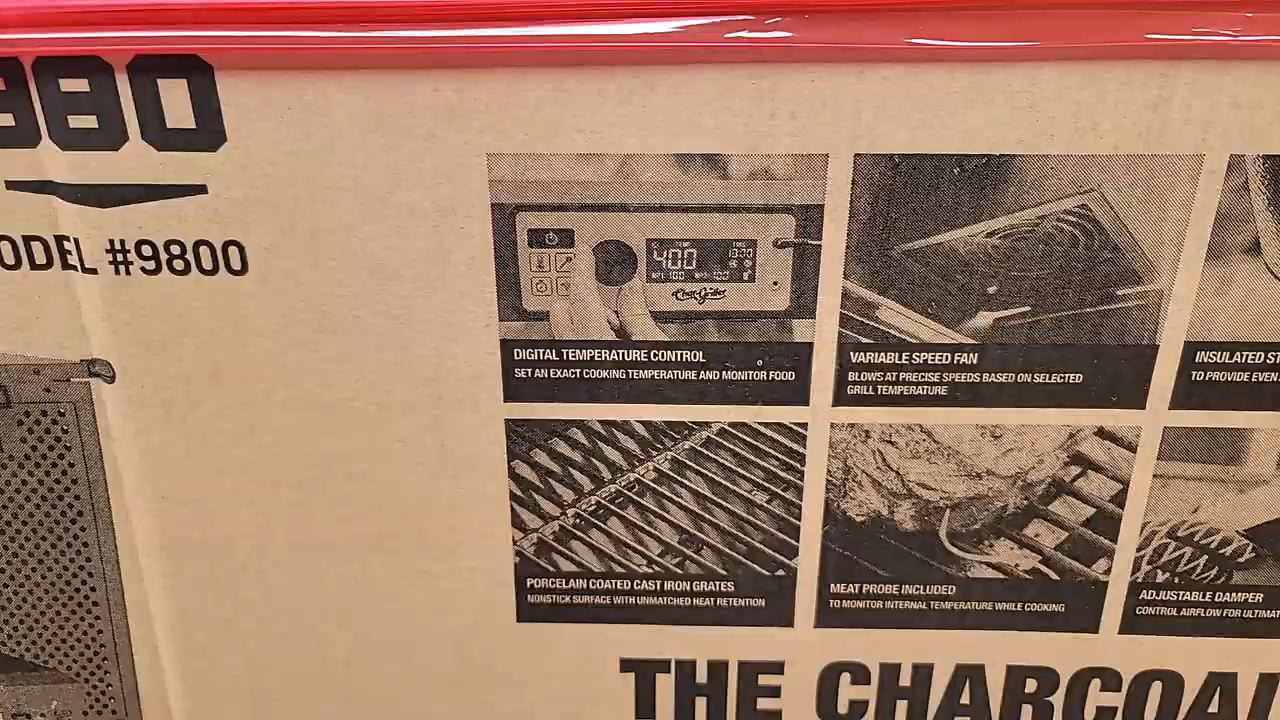 980
ODEL #9800
400
Char-Griller
DIGITAL TEMPERATURE CONTROL
SET AN EXACT COOKING TEMPERATURE AND MONITOR FOOD
VARIABLE SPEED FAN
BLOWS AT PRECISE SPEEDS BASED ON SELECTED
GRILL TEMPERATURE
INSULATED ST
TO PROVIDE EVEN
PORCELAIN COATED CAST IRON GRATES
NONSTICK SURFACE WITH UNMATCHED HEAT RETENTION
MEAT PROBE INCLUDED
TO MONITOR INTERNAL TEMPERATURE WHILE COOKING
ADJUSTABLE DAMPER
CONTROL AIRFLOW FOR ULTIMAT
THE CHARCOAL